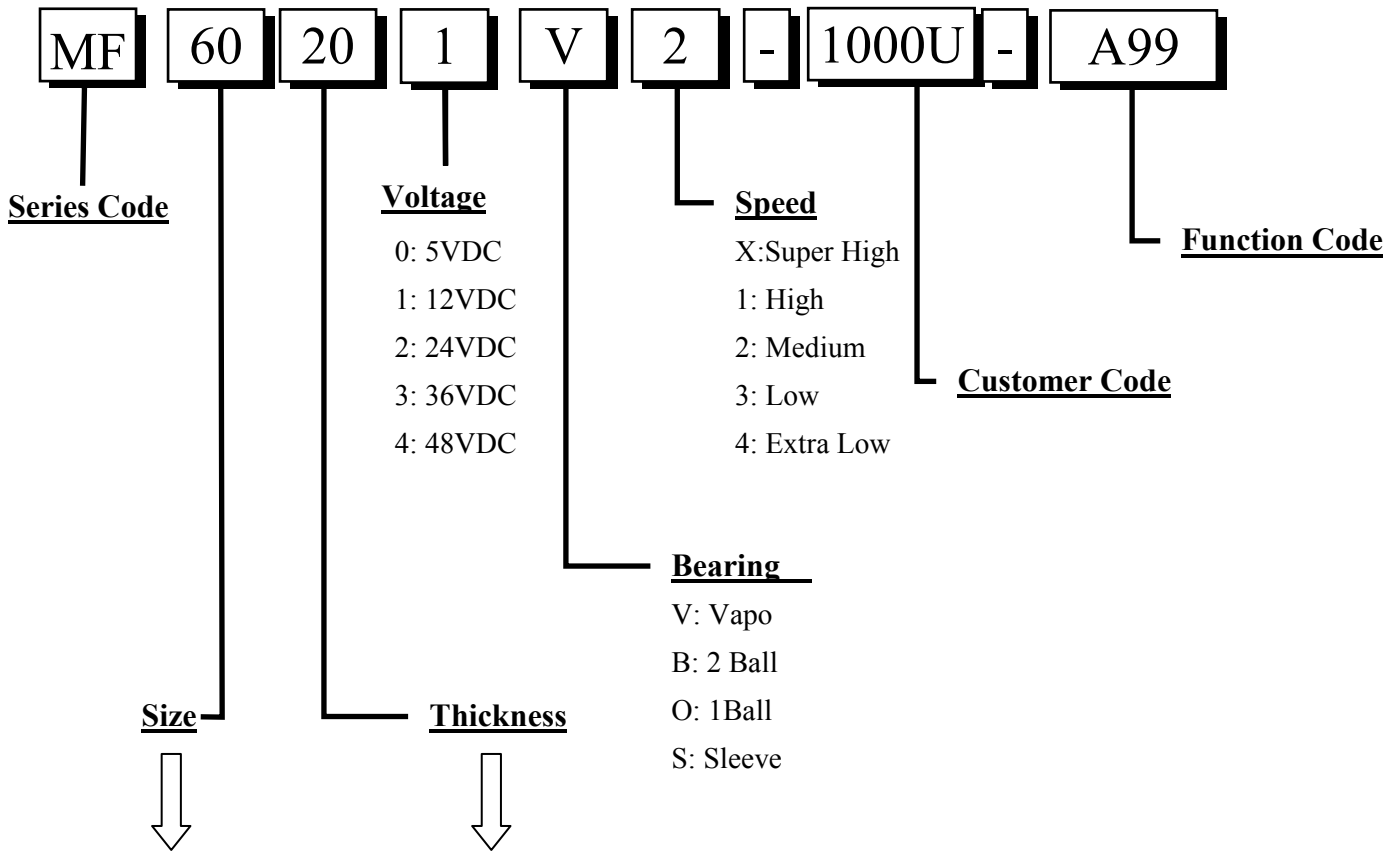 MF 60 20 1 V 2 - 1000U - A99
Series Code
Voltage
0: 5VDC
1: 12VDC
2: 24VDC
3: 36VDC
4: 48VDC
Speed
X:Super High
1: High
2: Medium
3: Low
4: Extra Low
Function Code
Customer Code
Bearing
V: Vapo
B: 2 Ball
O: 1Ball
S: Sleeve
Size
Thickness